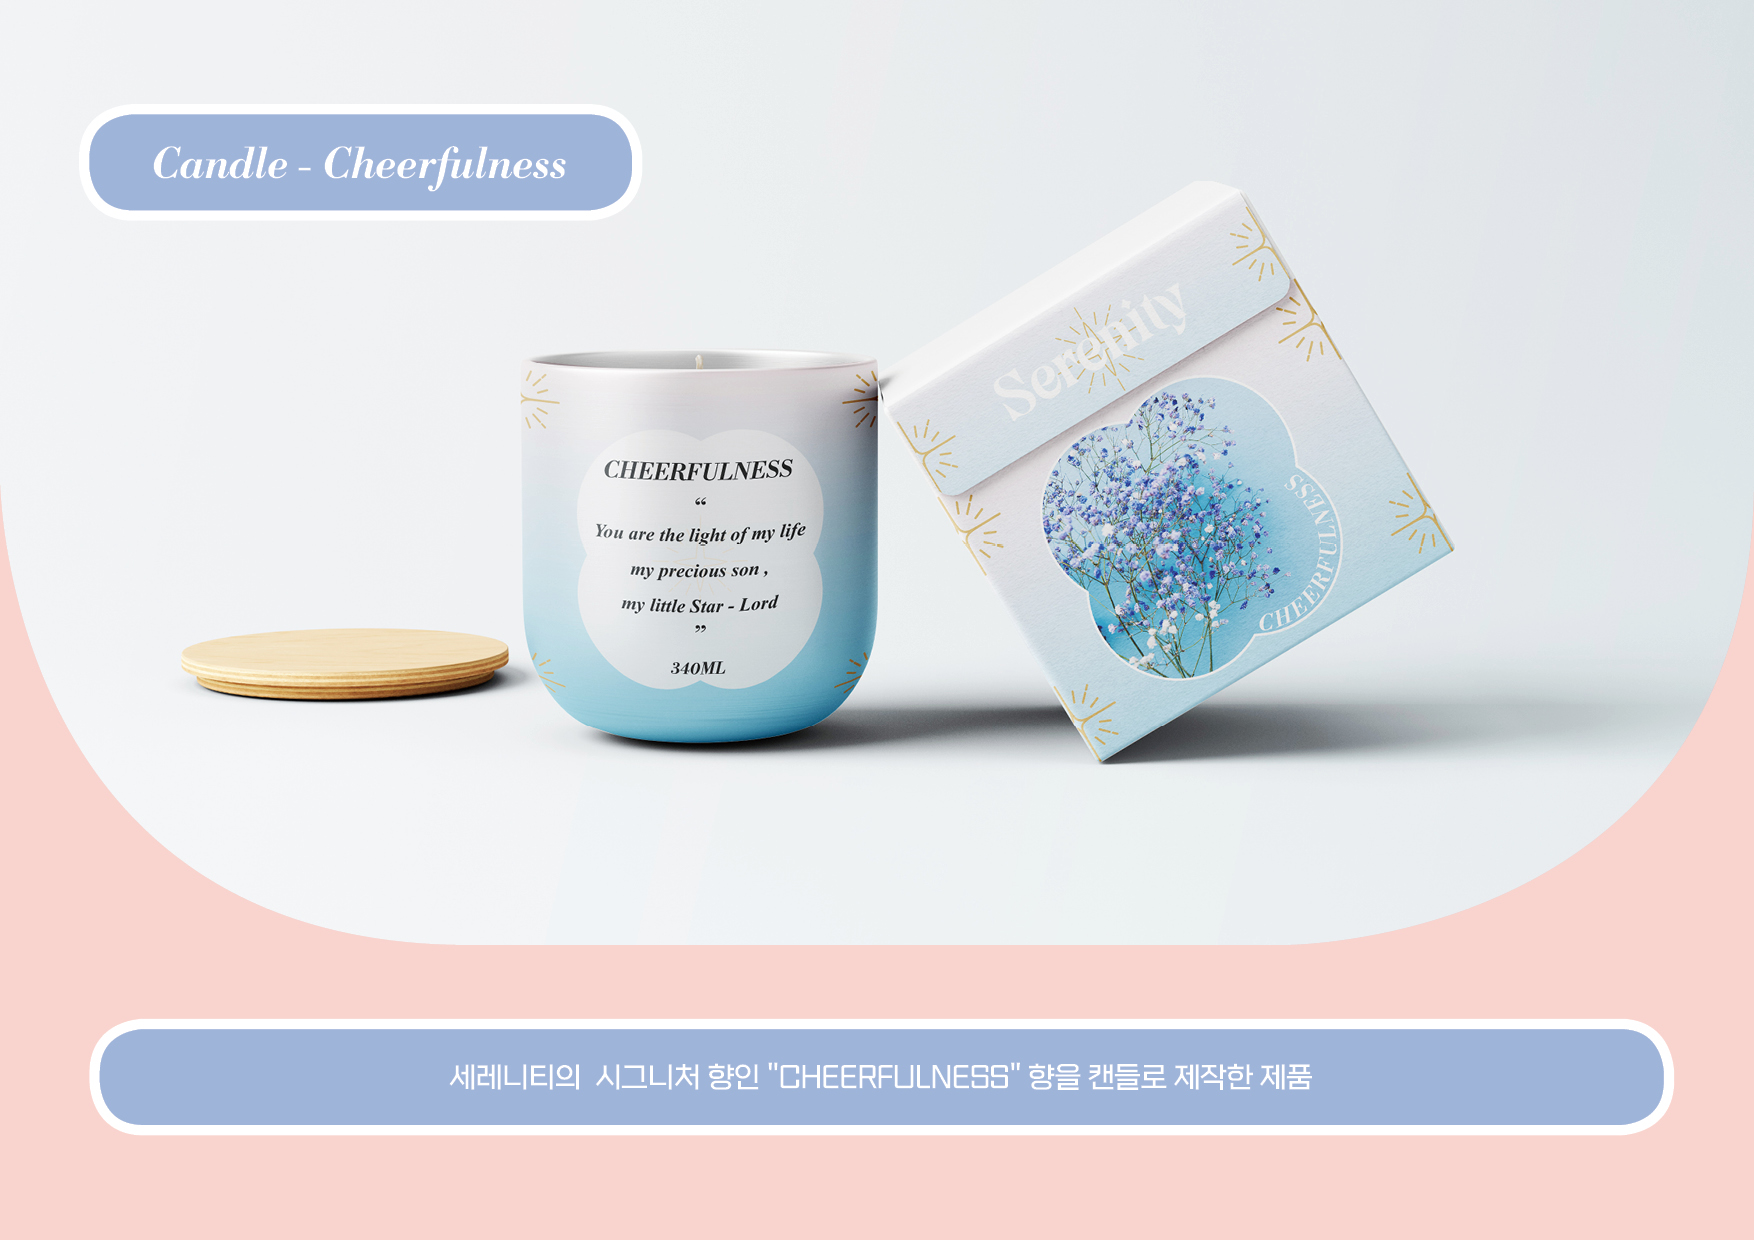 Candle - Cheerfulness
Serenity
CHEERFULNESS
“
You are the light of my life
my precious son ,
my little Star - Lord
”
340ML
CHEERFULNESS
세레니티의 시그니처 향인 "CHEERFULNESS" 향을 캔들로 제작한 제품